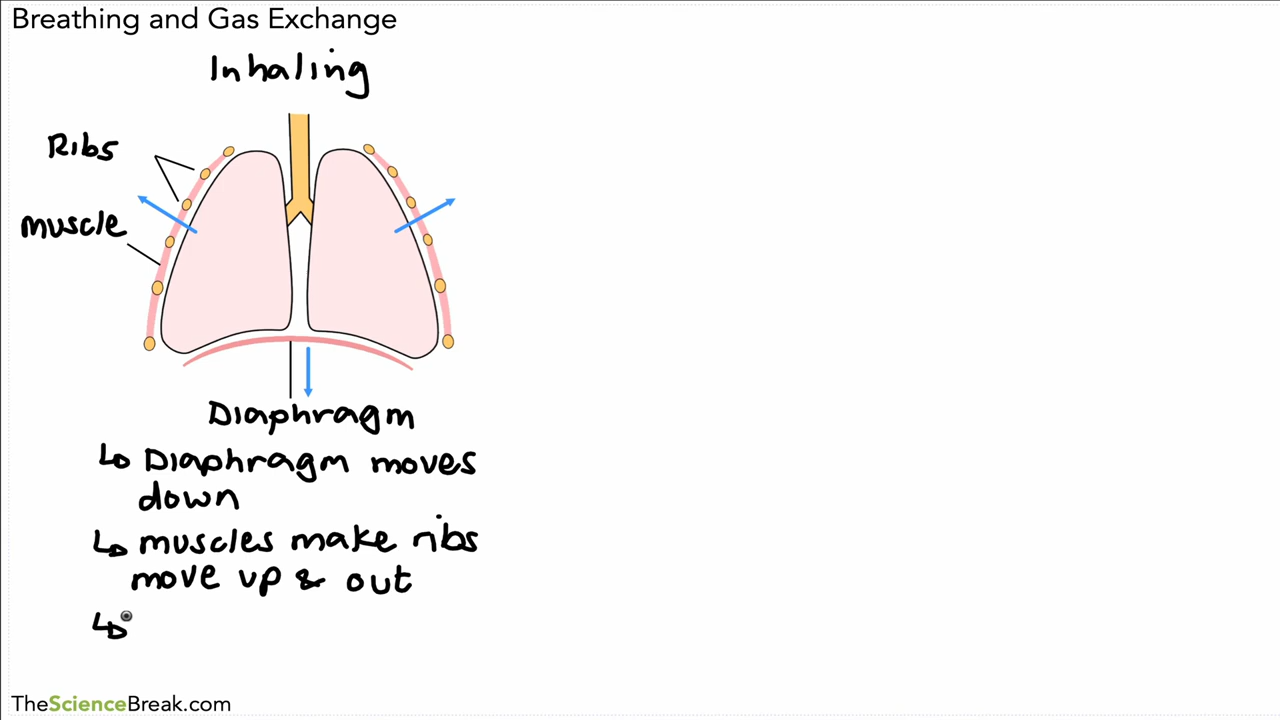 Breathing and Gas Exchange
Inhaling
Ribs
muscle
Diaphragm
↳ Diaphragm moves
down
↳ muscles make ribs
move up & out
↳
TheScienceBreak.com